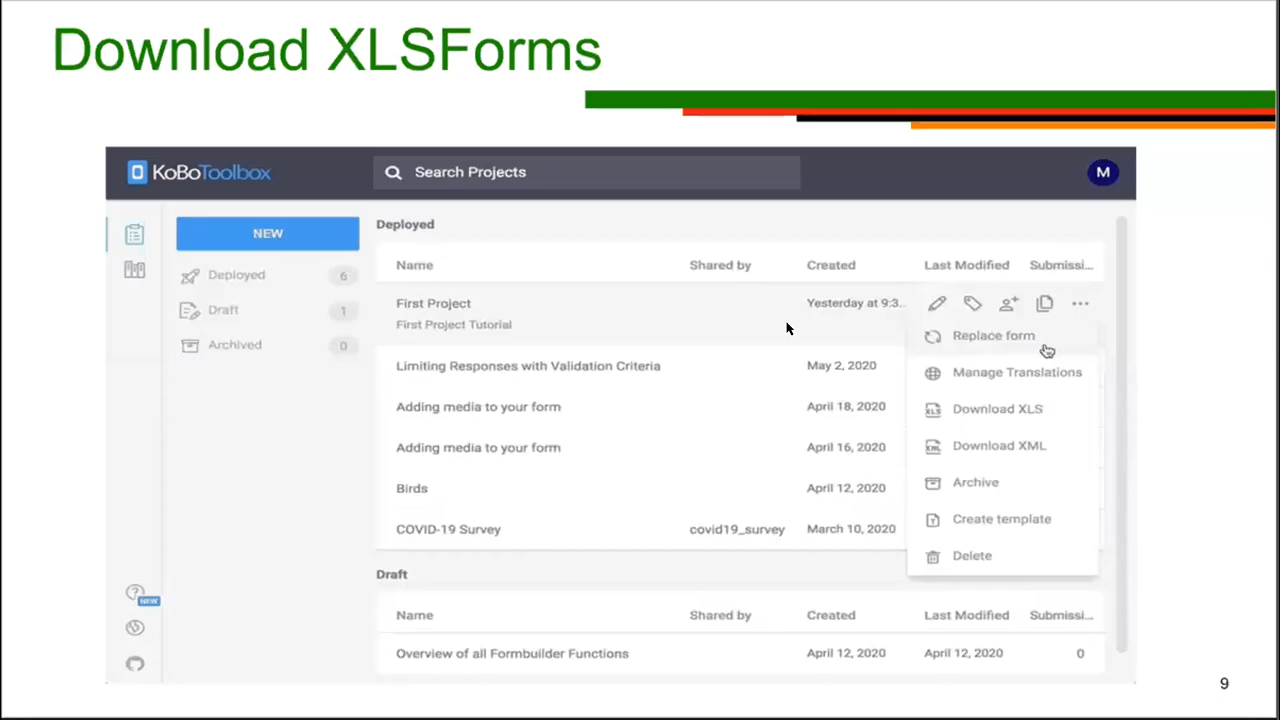 Download XLSForms
KoBoToolbox
Search Projects
M
NEW
Deployed 6
Draft 1
Archived 0
NEW
Deployed
Name Shared by Created Last Modified Submissi...
First Project Yesterday at 9:3...
First Project Tutorial
Limiting Responses with Validation Criteria May 2, 2020
Adding media to your form April 18, 2020
Adding media to your form April 16, 2020
Birds April 12, 2020
COVID-19 Survey covid19_survey March 10, 2020
Replace form
Manage Translations
XLS Download XLS
XML Download XML
Archive
Create template
Delete
Draft
Name Shared by Created Last Modified Submissi...
Overview of all Formbuilder Functions April 12, 2020 April 12, 2020 0
9